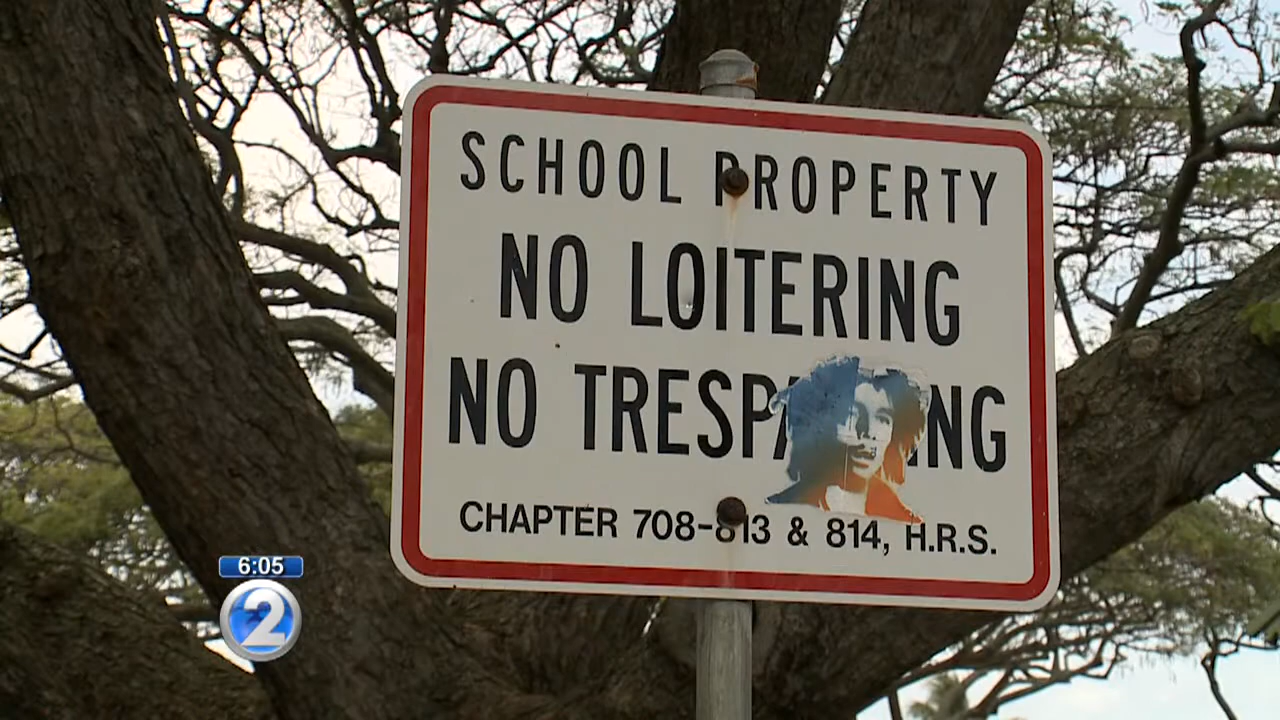 SCHOOL PROPERTY
NO LOITERING
NO TRESPASSING
CHAPTER 708-813 & 814, H.R.S.
6:05
2